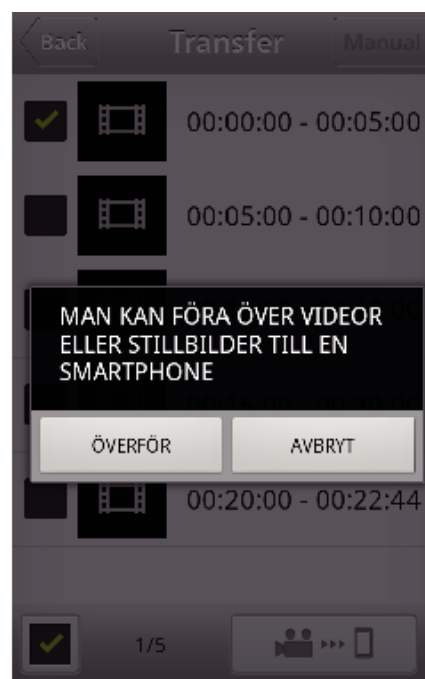 Back Transfer Manual
00:00:00 - 00:05:00
00:05:00 - 00:10:00
MAN KAN FÖRA ÖVER VIDEOR
ELLER STILLBILDER TILL EN
SMARTPHONE
ÖVERFÖR AVBRYT
00:20:00 - 00:22:44
1/5